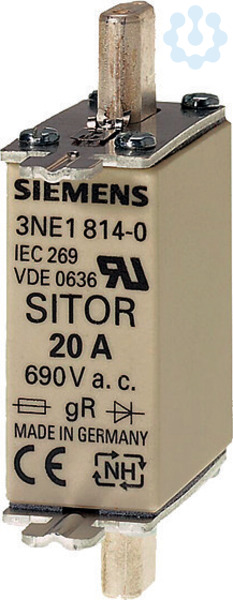 SIEMENS
3NE1 814-0
IEC 269
VDE 0636
SITOR
20 A
690 V a. c.
gR
MADE IN GERMANY
CE NH